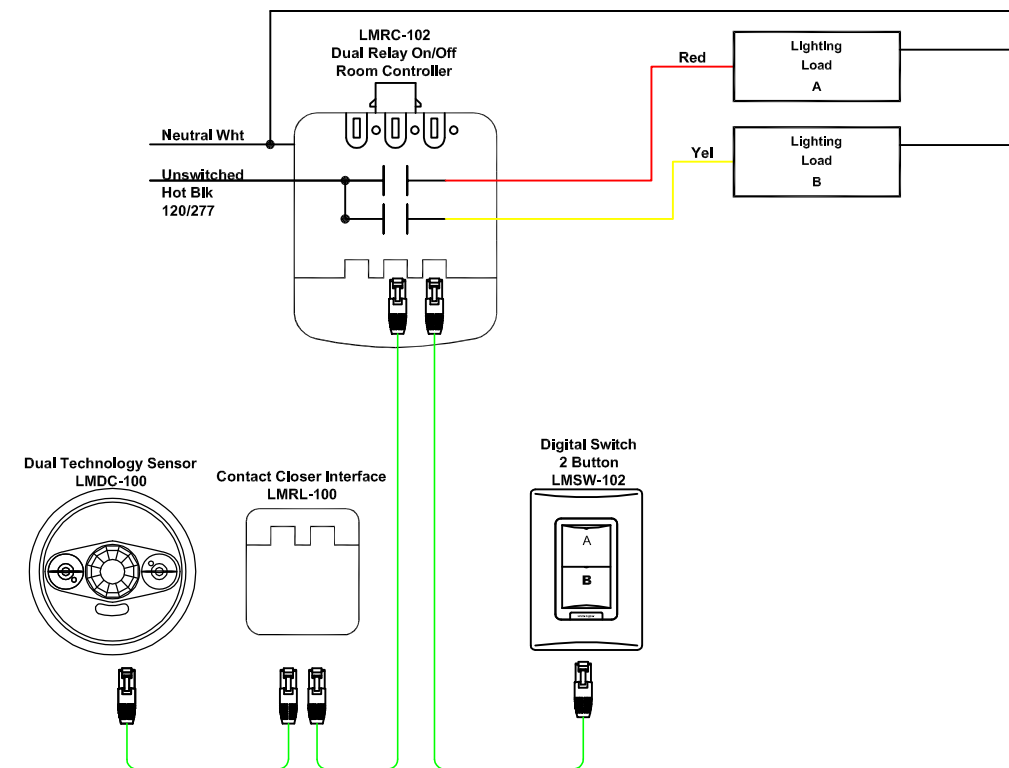 LMRC-102
Dual Relay On/Off
Room Controller
Neutral Wht
Unswitched
Hot Blk
120/277
Red
Yel
Lighting
Load
A
Lighting
Load
B
Dual Technology Sensor
LMDC-100
Contact Closer Interface
LMRL-100
Digital Switch
2 Button
LMSW-102
A
B